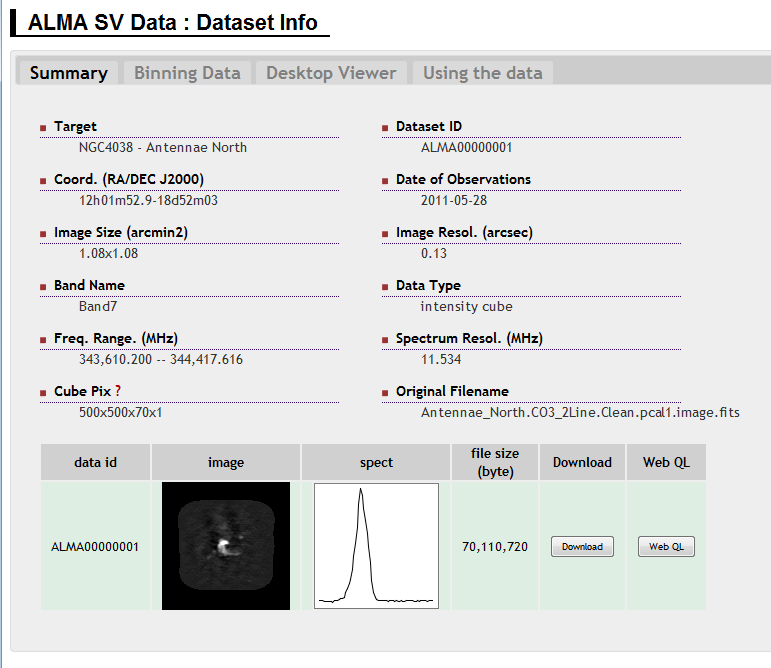 ALMA SV Data : Dataset Info
Summary Binning Data Desktop Viewer Using the data
Target Dataset ID
NGC4038 - Antennae North ALMA00000001
Coord. (RA/DEC J2000) Date of Observations
12h01m52.9-18d52m03 2011-05-28
Image Size (arcmin2) Image Resol. (arcsec)
1.08x1.08 0.13
Band Name Data Type
Band7 intensity cube
Freq. Range. (MHz) Spectrum Resol. (MHz)
343,610.200 -- 344,417.616 11.534
Cube Pix ? Original Filename
500x500x70x1 Antennae_North.CO3_2Line.Clean.pcal1.image.fits
data id image spect file size (byte) Download Web QL
ALMA00000001 70,110,720 Download Web QL